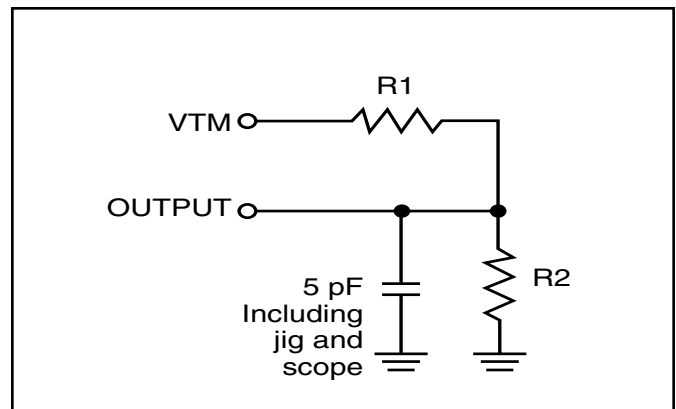 R1
VTM
OUTPUT
R2
5 pF
Including
jig and
scope